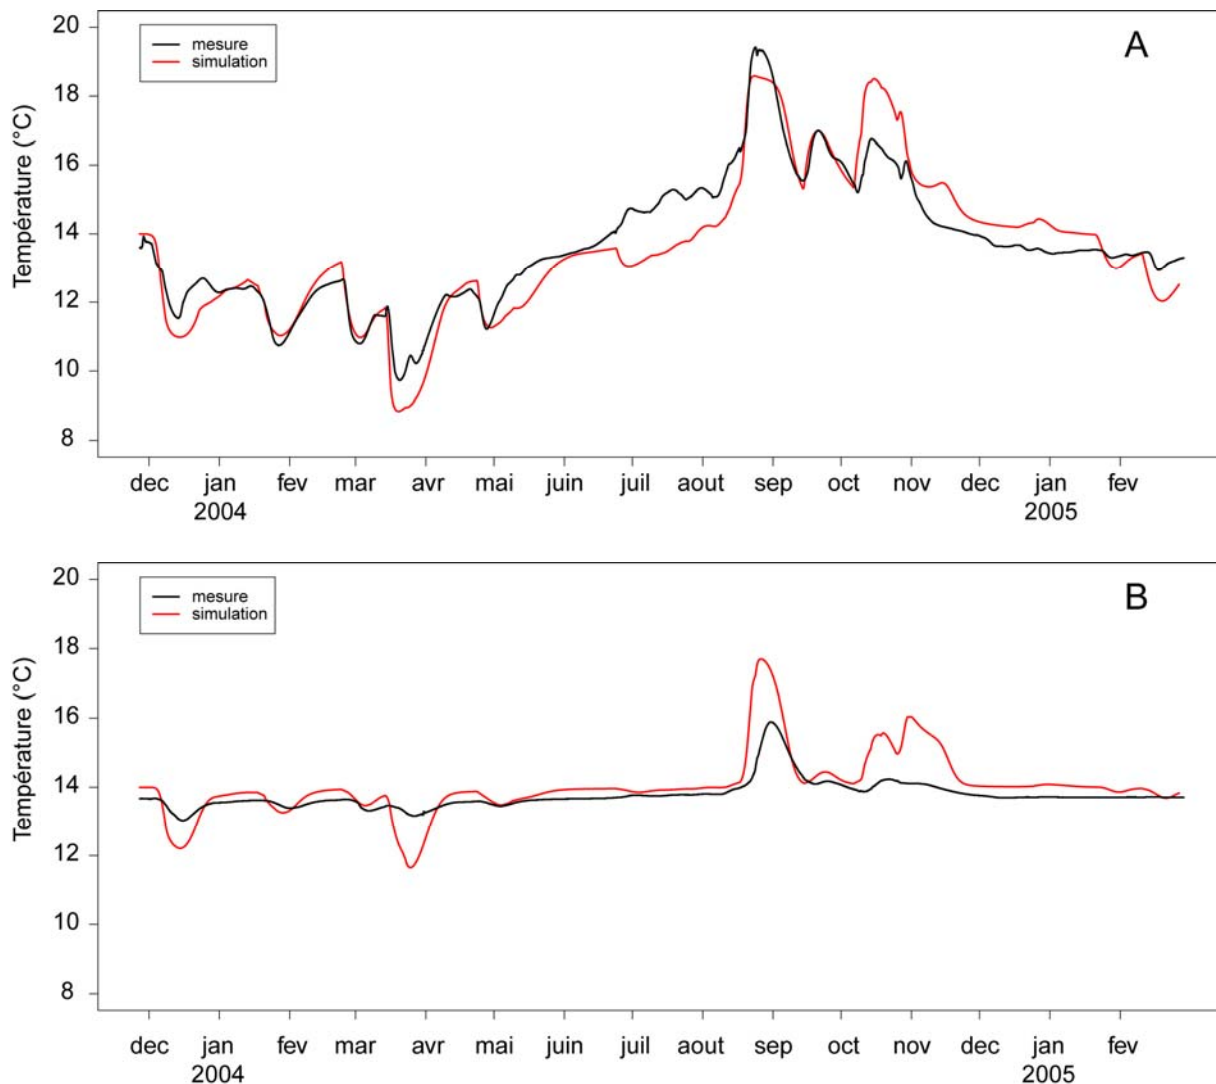 A
mesure
simulation
Température (°C)
20
18
16
14
12
10
8
dec jan fev mar avr mai juin juil aout sep oct nov dec jan fev
2004 2005
B
mesure
simulation
Température (°C)
20
18
16
14
12
10
8
dec jan fev mar avr mai juin juil aout sep oct nov dec jan fev
2004 2005